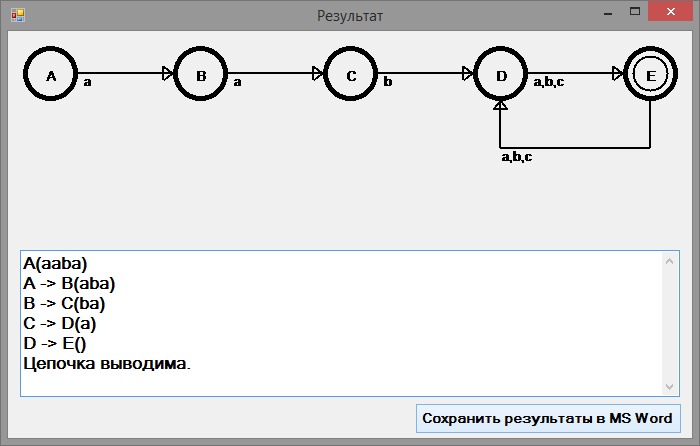 Результат
A B C D E
a a b a,b,c
a,b,c
A(aaba)
A -> B(aba)
B -> C(ba)
C -> D(a)
D -> E()
Цепочка выводима.
Сохранить результаты в MS Word